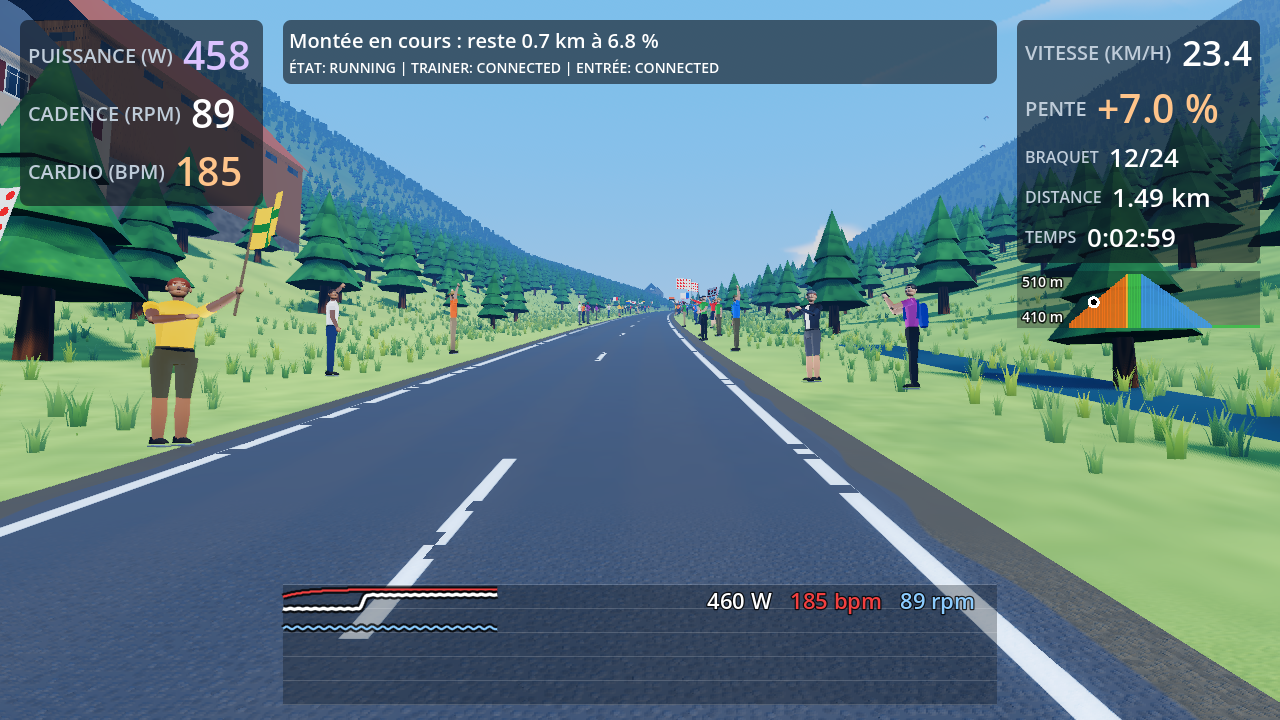 PUISSANCE (W) 458
CADENCE (RPM) 89
CARDIO (BPM) 185
Montée en cours : reste 0.7 km à 6.8 %
ÉTAT: RUNNING | TRAINER: CONNECTED | ENTRÉE: CONNECTED
VITESSE (KM/H) 23.4
PENTE +7.0 %
BRAQUET 12/24
DISTANCE 1.49 km
TEMPS 0:02:59
510 m
410 m
460 W 185 bpm 89 rpm